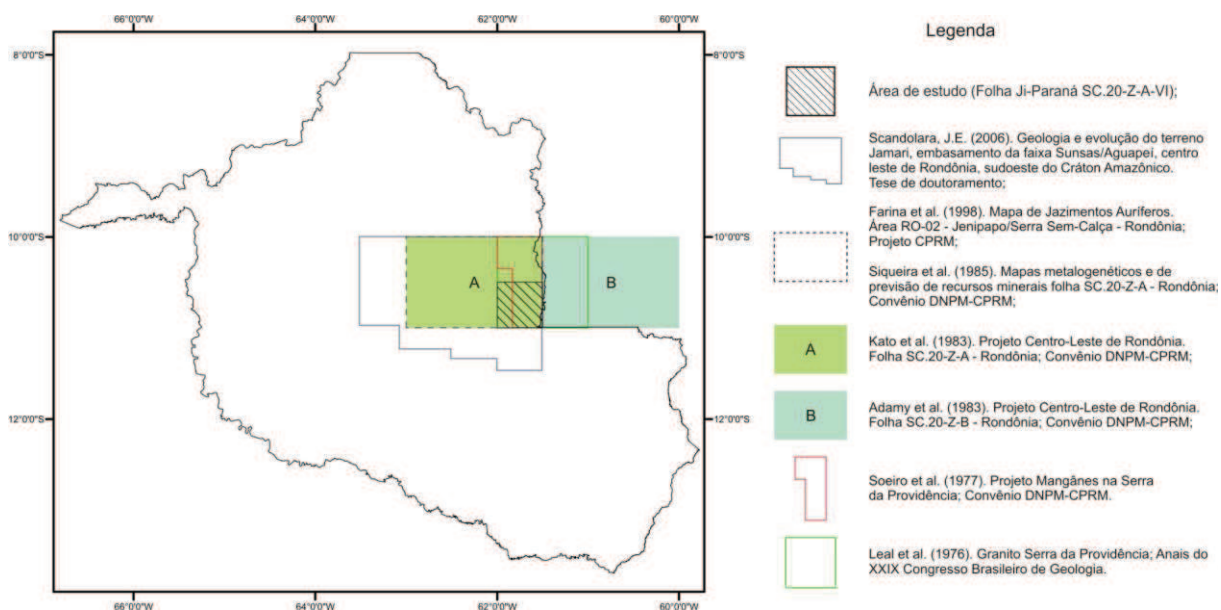 66°0'0"W
64°0'0"W
62°0'0"W
60°0'0"W
8°0'0"S
8°0'0"S
10°0'0"S
10°0'0"S
12°0'0"S
12°0'0"S
A
B
66°0'0"W
64°0'0"W
62°0'0"W
60°0'0"W
Legenda
Área de estudo (Folha Ji-Paraná SC.20-Z-A-VI);
Scandolara, J.E. (2006). Geologia e evolução do terreno
Jamari, embasamento da faixa Sunsas/Aguapeí, centro
leste de Rondônia, sudoeste do Cráton Amazônico.
Tese de doutoramento;
Farina et al. (1998). Mapa de Jazimentos Auríferos.
Área RO-02 - Jenipapo/Serra Sem-Calça - Rondônia;
Projeto CPRM;
Siqueira et al. (1985). Mapas metalogenéticos e de
previsão de recursos minerais folha SC.20-Z-A - Rondônia;
Convênio DNPM-CPRM;
A
Kato et al. (1983). Projeto Centro-Leste de Rondônia.
Folha SC.20-Z-A - Rondônia; Convênio DNPM-CPRM;
B
Adamy et al. (1983). Projeto Centro-Leste de Rondônia.
Folha SC.20-Z-B - Rondônia; Convênio DNPM-CPRM;
Soeiro et al. (1977). Projeto Mangânes na Serra
da Providência; Convênio DNPM-CPRM.
Leal et al. (1976). Granito Serra da Providência; Anais do
XXIX Congresso Brasileiro de Geologia.